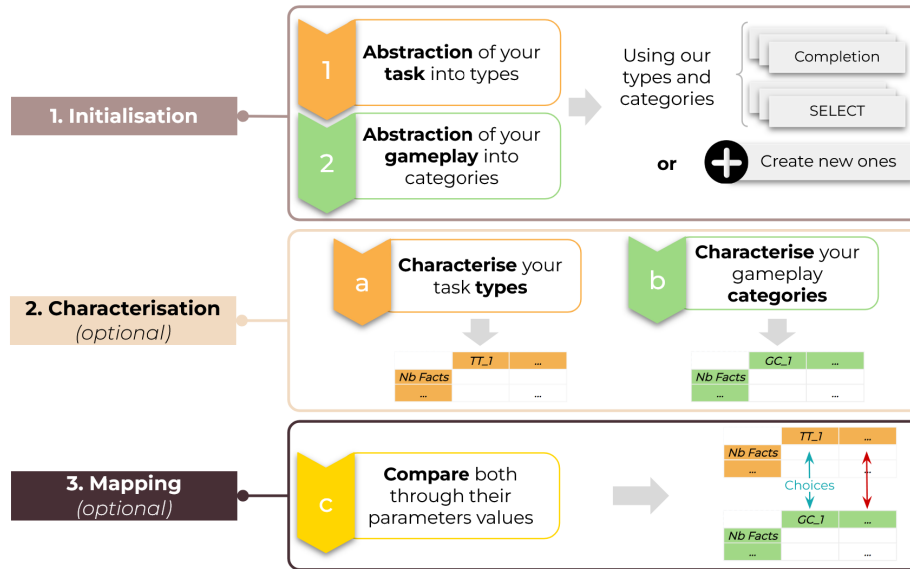 1. Initialisation
1
Abstraction of your
task into types
2
Abstraction of your
gameplay into
categories
Using our
types and
categories
Completion
SELECT
or
Create new ones
2. Characterisation
(optional)
a
Characterise your
task types
TT_1 ...
Nb Facts
... ...
b
Characterise your
gameplay
categories
GC_1 ...
Nb Facts
... ...
3. Mapping
(optional)
c
Compare both
through their
parameters values
TT_1 ...
Nb Facts
... ...
Choices
GC_1 ...
Nb Facts
... ...